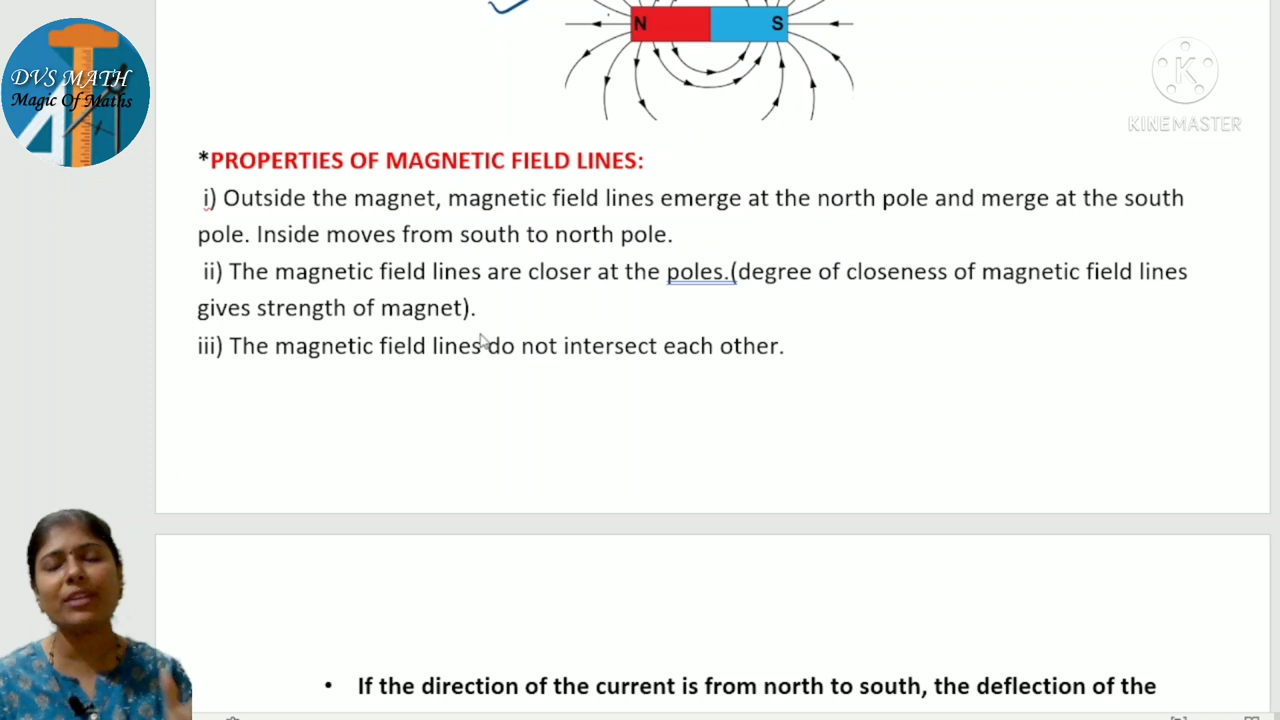 N
S
DVS MATH
Magic Of Maths
K
KINEMASTER
*PROPERTIES OF MAGNETIC FIELD LINES:
i) Outside the magnet, magnetic field lines emerge at the north pole and merge at the south
pole. Inside moves from south to north pole.
ii) The magnetic field lines are closer at the poles.(degree of closeness of magnetic field lines
gives strength of magnet).
iii) The magnetic field lines do not intersect each other.
• If the direction of the current is from north to south, the deflection of the